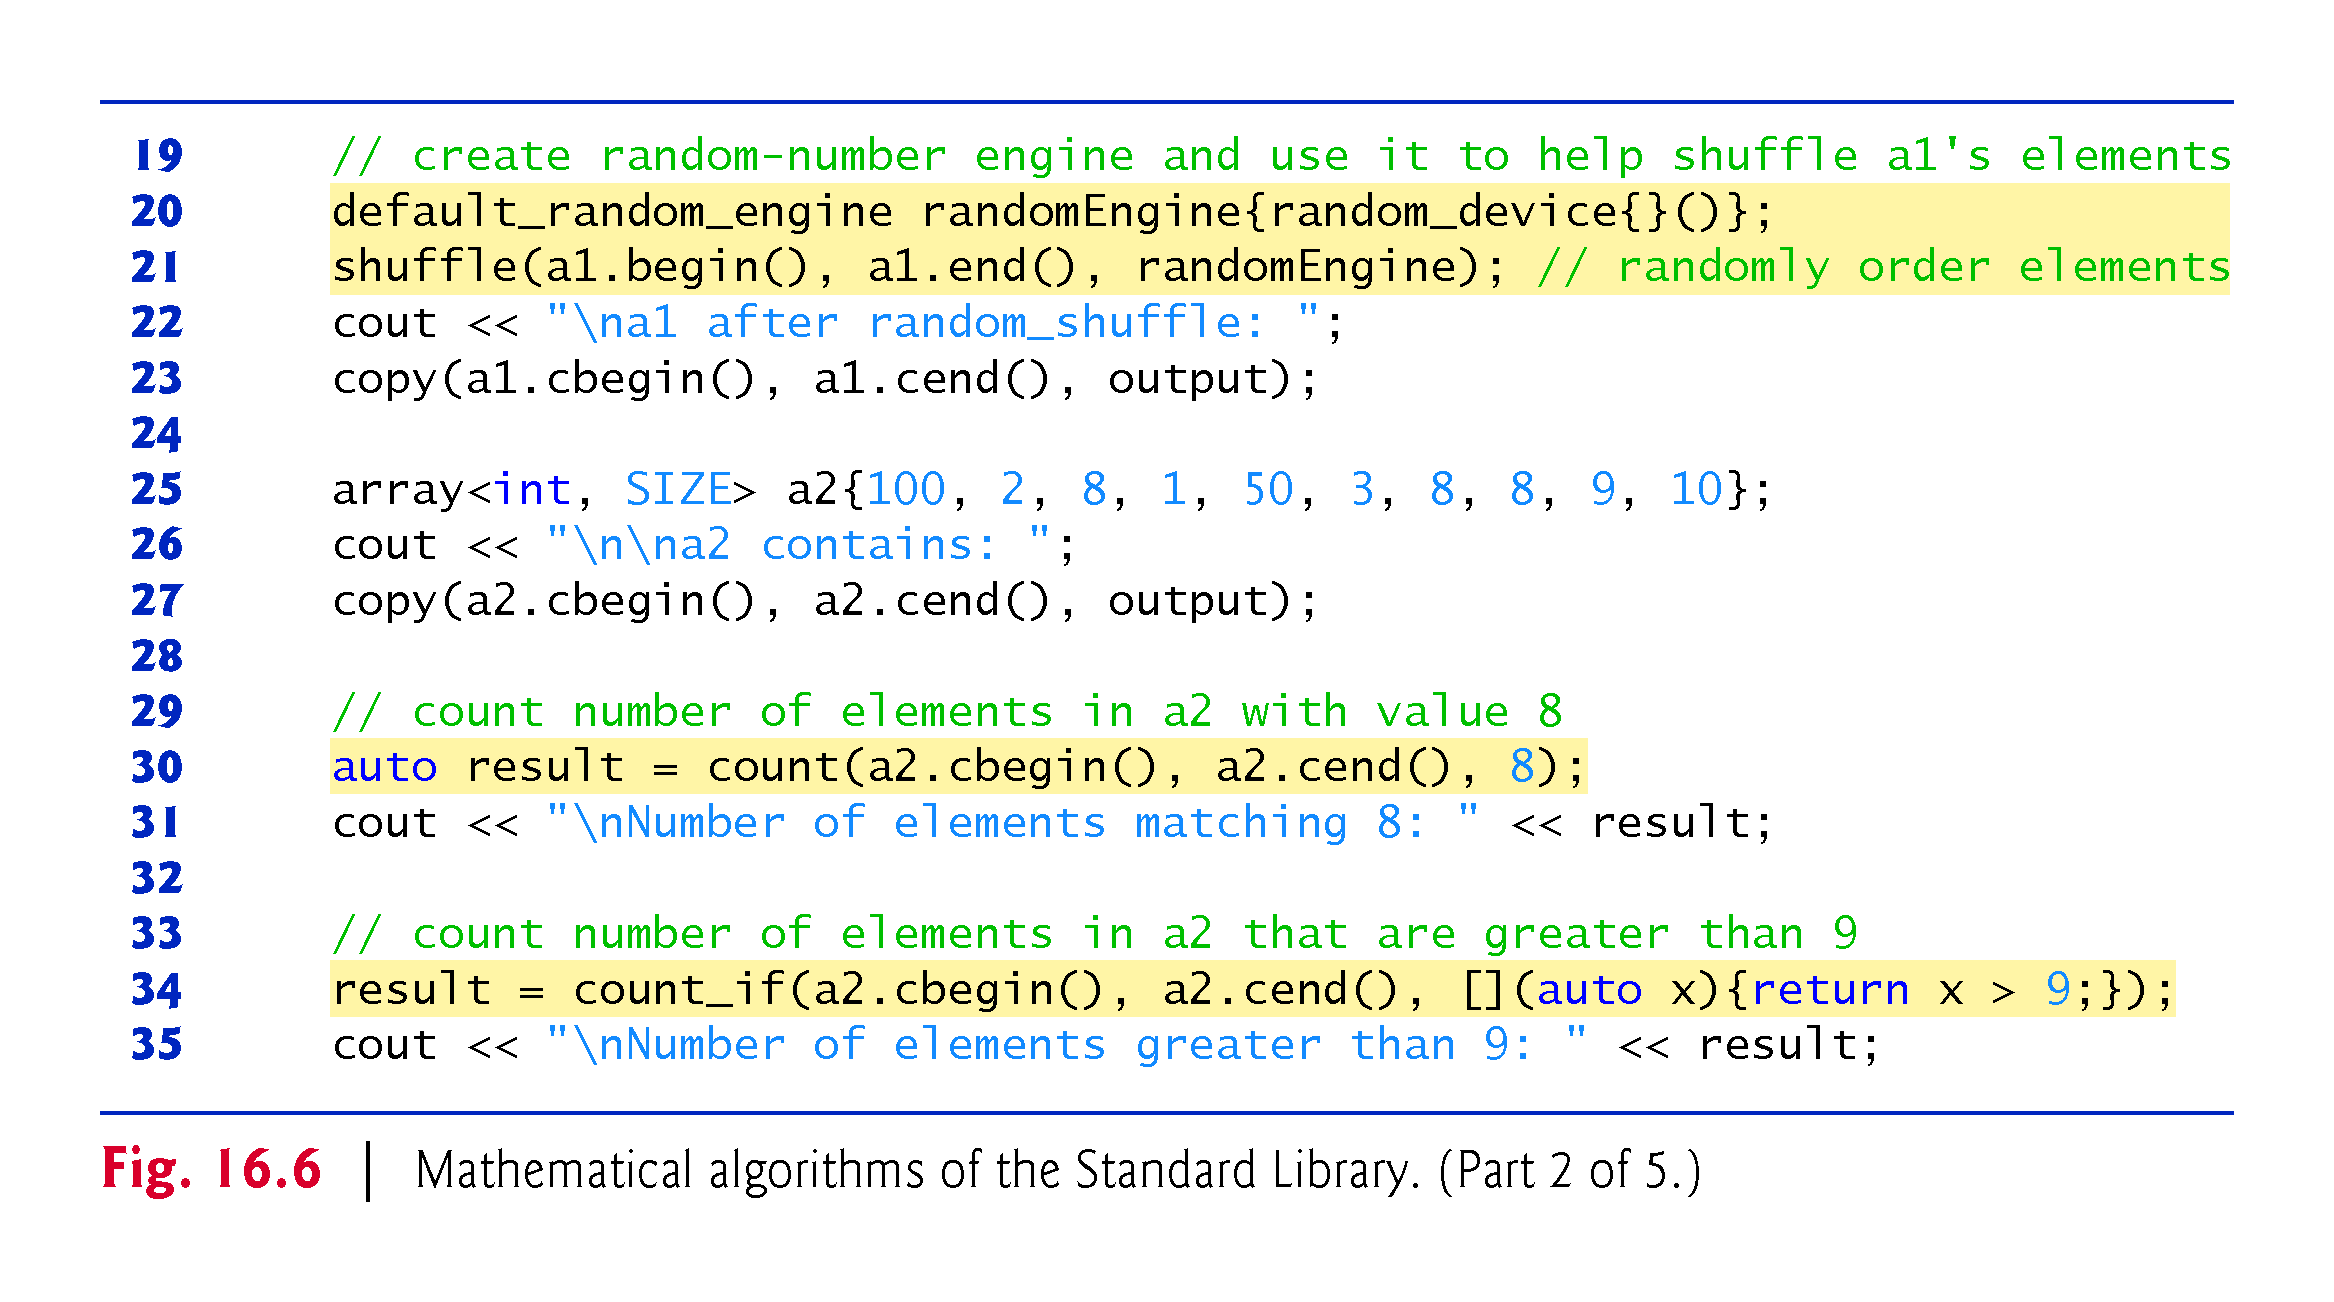 19 // create random-number engine and use it to help shuffle a1's elements
20 default_random_engine randomEngine{random_device{}()};
21 shuffle(a1.begin(), a1.end(), randomEngine); // randomly order elements
22 cout << "\na1 after random_shuffle: ";
23 copy(a1.cbegin(), a1.cend(), output);
24
25 array<int, SIZE> a2{100, 2, 8, 1, 50, 3, 8, 8, 9, 10};
26 cout << "\n\na2 contains: ";
27 copy(a2.cbegin(), a2.cend(), output);
28
29 // count number of elements in a2 with value 8
30 auto result = count(a2.cbegin(), a2.cend(), 8);
31 cout << "\nNumber of elements matching 8: " << result;
32
33 // count number of elements in a2 that are greater than 9
34 result = count_if(a2.cbegin(), a2.cend(), [](auto x){return x > 9;});
35 cout << "\nNumber of elements greater than 9: " << result;
Fig. 16.6 | Mathematical algorithms of the Standard Library. (Part 2 of 5.)